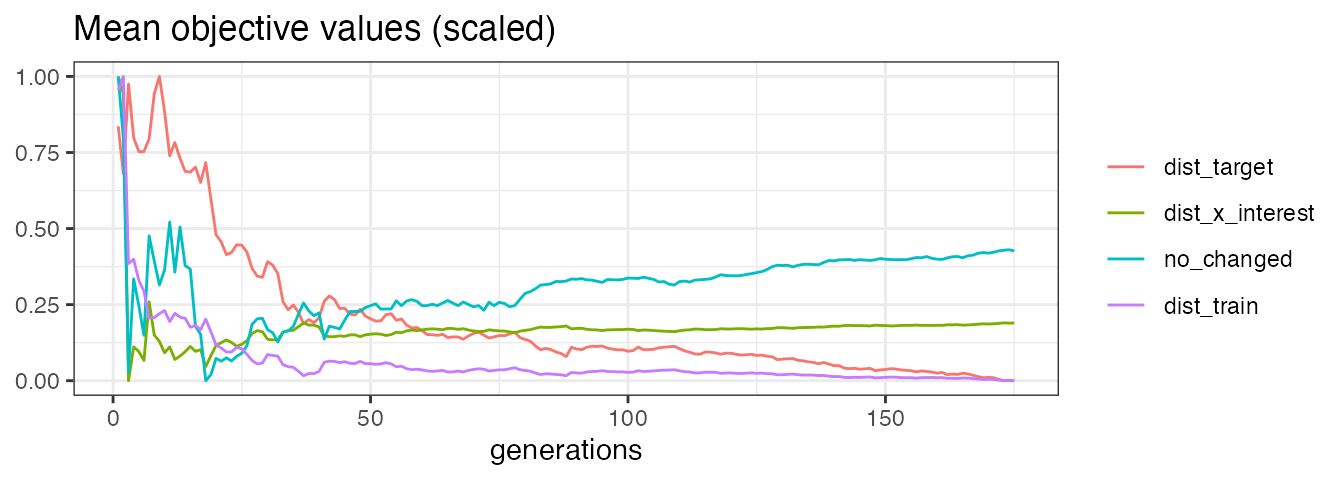 Mean objective values (scaled)
1.00
0.75
0.50
0.25
0.00
0
50
100
150
generations
dist_target
dist_x_interest
no_changed
dist_train